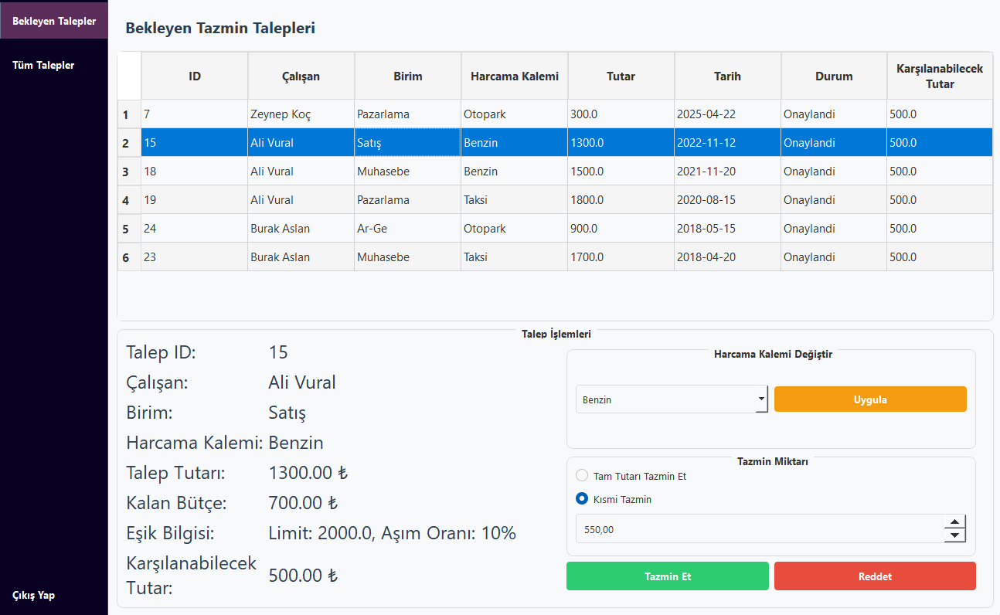 Bekleyen Talepler
Tüm Talepler
Çıkış Yap
Bekleyen Tazmin Talepleri
ID Çalışan Birim Harcama Kalemi Tutar Tarih Durum Karşılanabilecek Tutar
1 7 Zeynep Koç Pazarlama Otopark 300.0 2025-04-22 Onaylandi 500.0
2 15 Ali Vural Satış Benzin 1300.0 2022-11-12 Onaylandi 500.0
3 18 Ali Vural Muhasebe Benzin 1500.0 2021-11-20 Onaylandi 500.0
4 19 Ali Vural Pazarlama Taksi 1800.0 2020-08-15 Onaylandi 500.0
5 24 Burak Aslan Ar-Ge Otopark 900.0 2018-05-15 Onaylandi 500.0
6 23 Burak Aslan Muhasebe Taksi 1700.0 2018-04-20 Onaylandi 500.0
Talep İşlemleri
Talep ID: 15
Çalışan: Ali Vural
Birim: Satış
Harcama Kalemi: Benzin
Talep Tutarı: 1300.00 ₺
Kalan Bütçe: 700.00 ₺
Eşik Bilgisi: Limit: 2000.0, Aşım Oranı: 10%
Karşılanabilecek
Tutar: 500.00 ₺
Harcama Kalemi Değiştir
Benzin Uygula
Tazmin Miktarı
Tam Tutarı Tazmin Et
Kısmi Tazmin
550,00
Tazmin Et Reddet